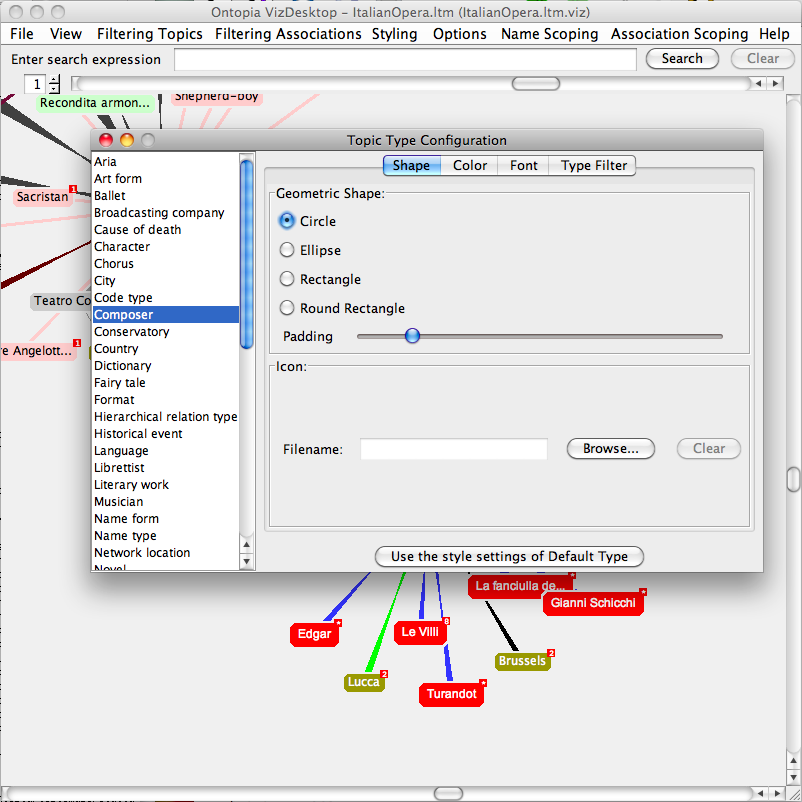 Ontopia VizDesktop – ItalianOpera.ltm (ItalianOpera.ltm.viz)
File View Filtering Topics Filtering Associations Styling Options Name Scoping Association Scoping Help
Enter search expression Search Clear
1
Recondita armon...
Shepherd-boy
Sacristan 1
Teatro Co
re Angelott... 1
Topic Type Configuration
Aria
Art form
Ballet
Broadcasting company
Cause of death
Character
Chorus
City
Code type
Composer
Conservatory
Country
Dictionary
Fairy tale
Format
Hierarchical relation type
Historical event
Language
Librettist
Literary work
Musician
Name form
Name type
Network location
Novel
Shape Color Font Type Filter
Geometric Shape:
Circle
Ellipse
Rectangle
Round Rectangle
Padding
Icon:
Filename: Browse... Clear
Use the style settings of Default Type
La fanciulla de...
Gianni Schicchi
Edgar
Le Villi
Brussels 2
Lucca 2
Turandot